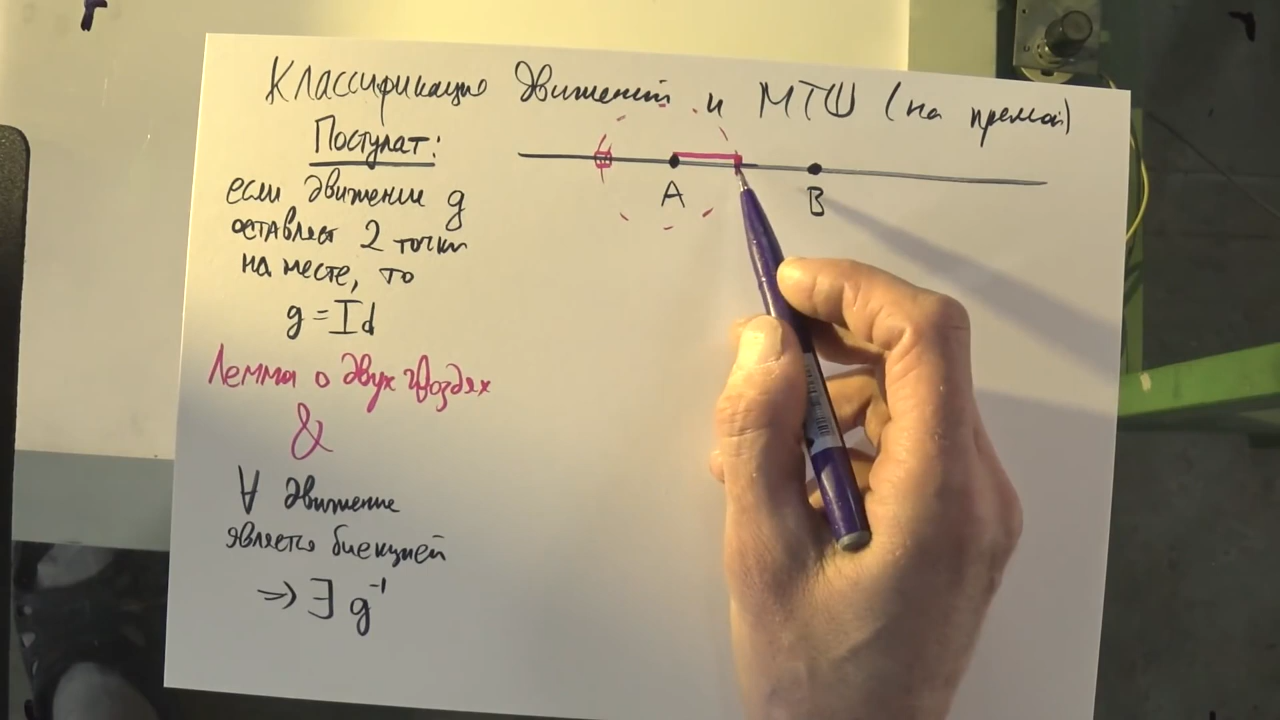 Классификация движений и МТШ (на прямой)
Постулат:
если движение g
оставляет 2 точки
на месте, то
g = Id
Лемма о двух гвоздях
&
∀ движение
является биекцией
=> ∃ g⁻¹
A
B